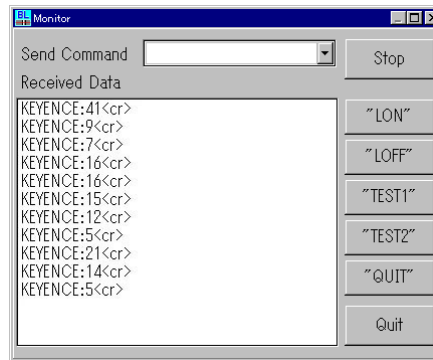 BL Monitor
Send Command
Stop
Received Data
KEYENCE:41<cr>
KEYENCE:9<cr>
KEYENCE:7<cr>
KEYENCE:16<cr>
KEYENCE:16<cr>
KEYENCE:15<cr>
KEYENCE:12<cr>
KEYENCE:5<cr>
KEYENCE:21<cr>
KEYENCE:14<cr>
KEYENCE:5<cr>
"LON"
"LOFF"
"TEST1"
"TEST2"
"QUIT"
Quit